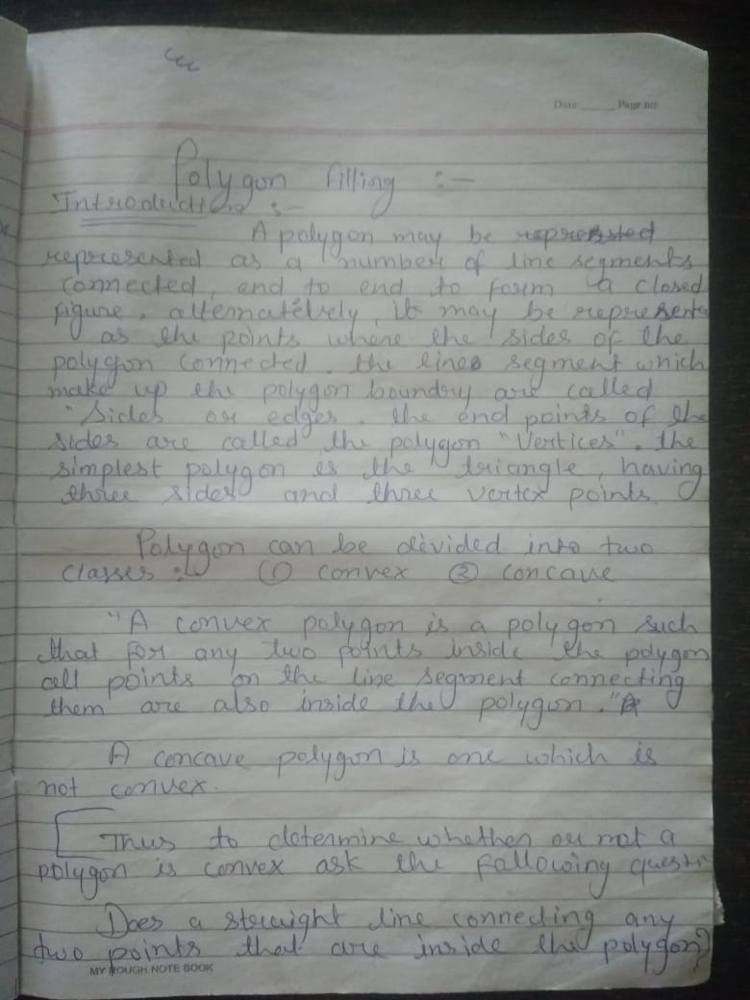 Date ____ Page no:
Polygon filling :-
Introduction :-
A polygon may be represented
represented as a number of line segments
connected, end to end to form a closed
figure. alternatively, it may be represente
as the points where the sides of the
polygon connected. the lines segment which
make up the polygon boundry are called
"Sides or edges. the end points of the
sides are called the polygon "Vertices". the
simplest polygon is the triangle, having
three sides and three vertex points.
Polygon can be divided into two
classes :- ① convex ② concave
"A convex polygon is a polygon such
that for any two points inside the polygon
all points on the line segment connecting
them are also inside the polygon."
A concave polygon is one which is
not convex.
Thus to determine whether or not a
polygon is convex ask the following questi
Does a straight line connecting any
two points that are inside the polygon?
MY ROUGH NOTE BOOK